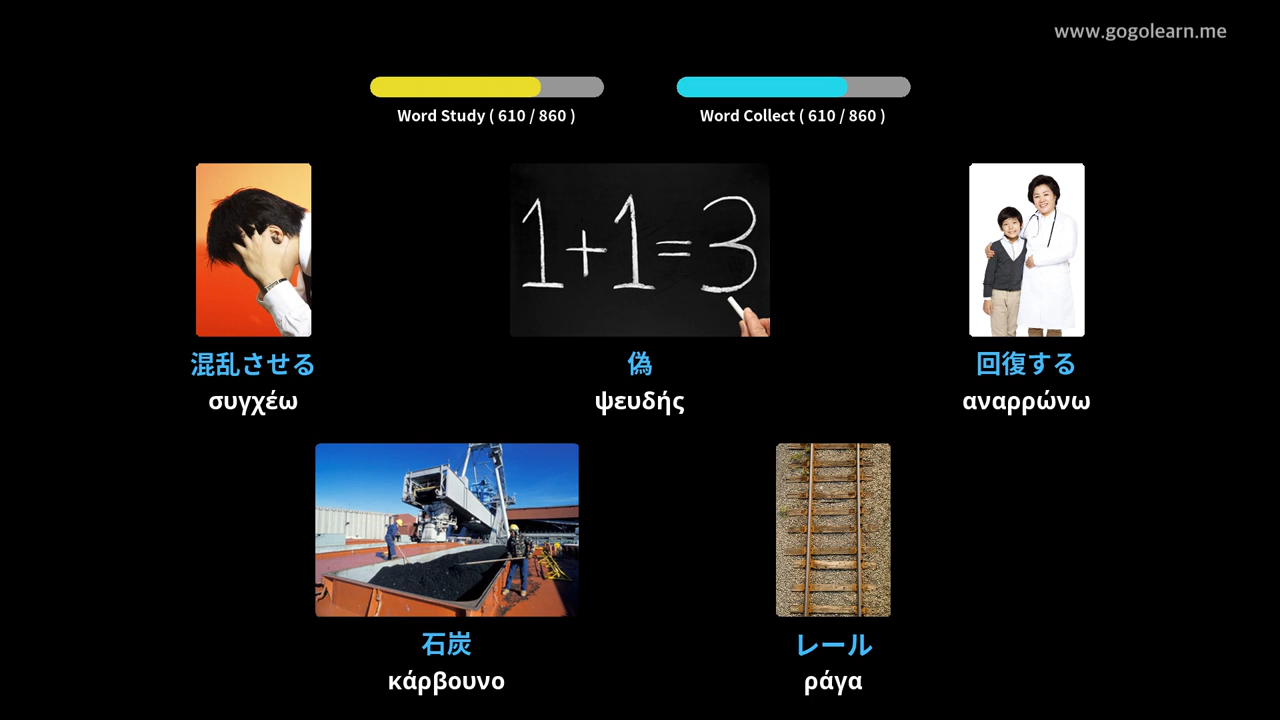 www.gogolearn.me
Word Study ( 610 / 860 )
Word Collect ( 610 / 860 )
1+1=3
混乱させる
συγχέω
偽
ψευδής
回復する
αναρρώνω
石炭
κάρβουνο
レール
ράγα